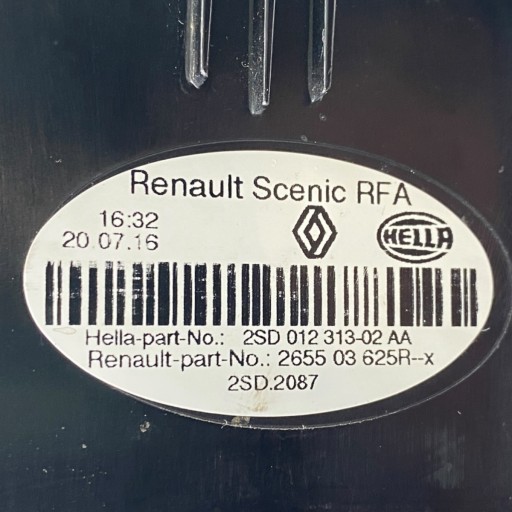 Renault Scenic RFA
16:32
20.07.16
HELLA
Hella-part-No.: 2SD 012 313-02 AA
Renault-part-No.: 2655 03 625R--x
2SD.2087